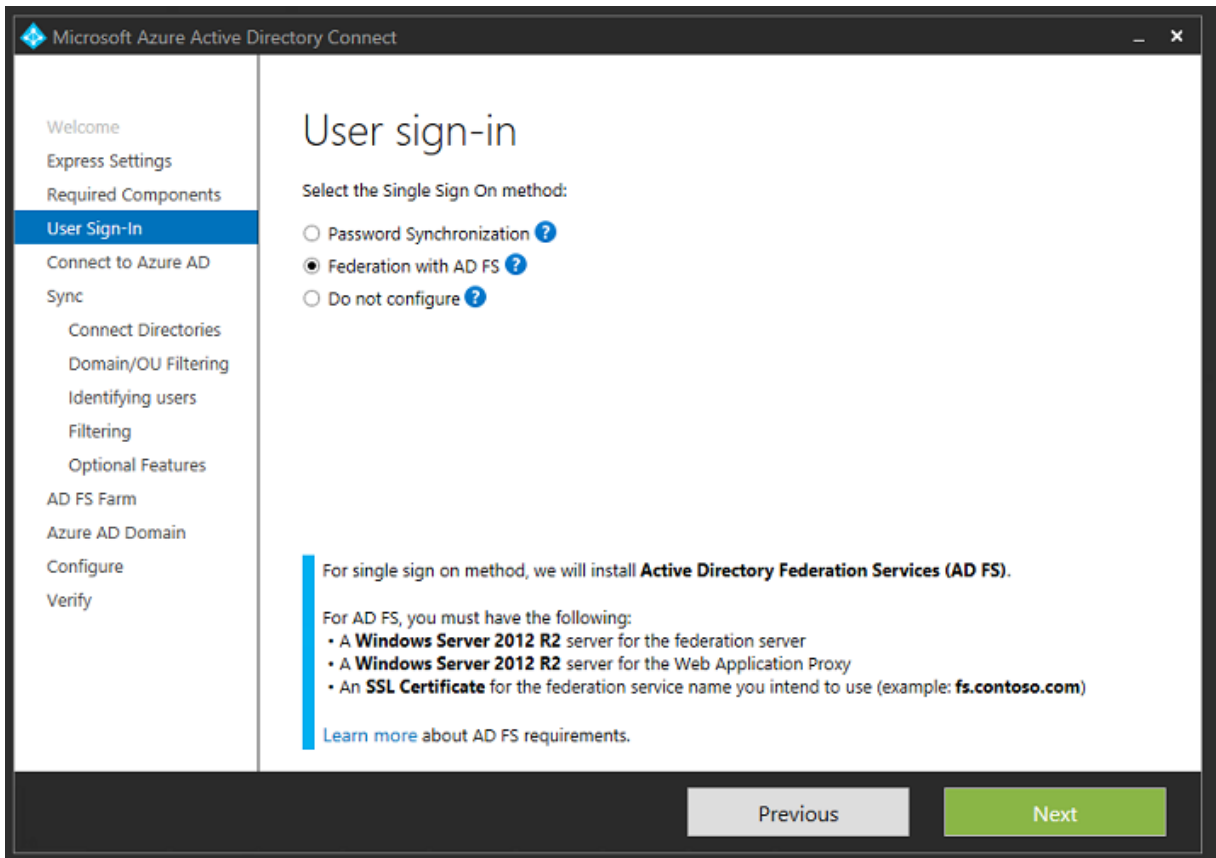 Microsoft Azure Active Directory Connect
Welcome
Express Settings
Required Components
User Sign-In
Connect to Azure AD
Sync
Connect Directories
Domain/OU Filtering
Identifying users
Filtering
Optional Features
AD FS Farm
Azure AD Domain
Configure
Verify
User sign-in
Select the Single Sign On method:
Password Synchronization ?
Federation with AD FS ?
Do not configure ?
For single sign on method, we will install Active Directory Federation Services (AD FS).
For AD FS, you must have the following:
• A Windows Server 2012 R2 server for the federation server
• A Windows Server 2012 R2 server for the Web Application Proxy
• An SSL Certificate for the federation service name you intend to use (example: fs.contoso.com)
Learn more about AD FS requirements.
Previous
Next